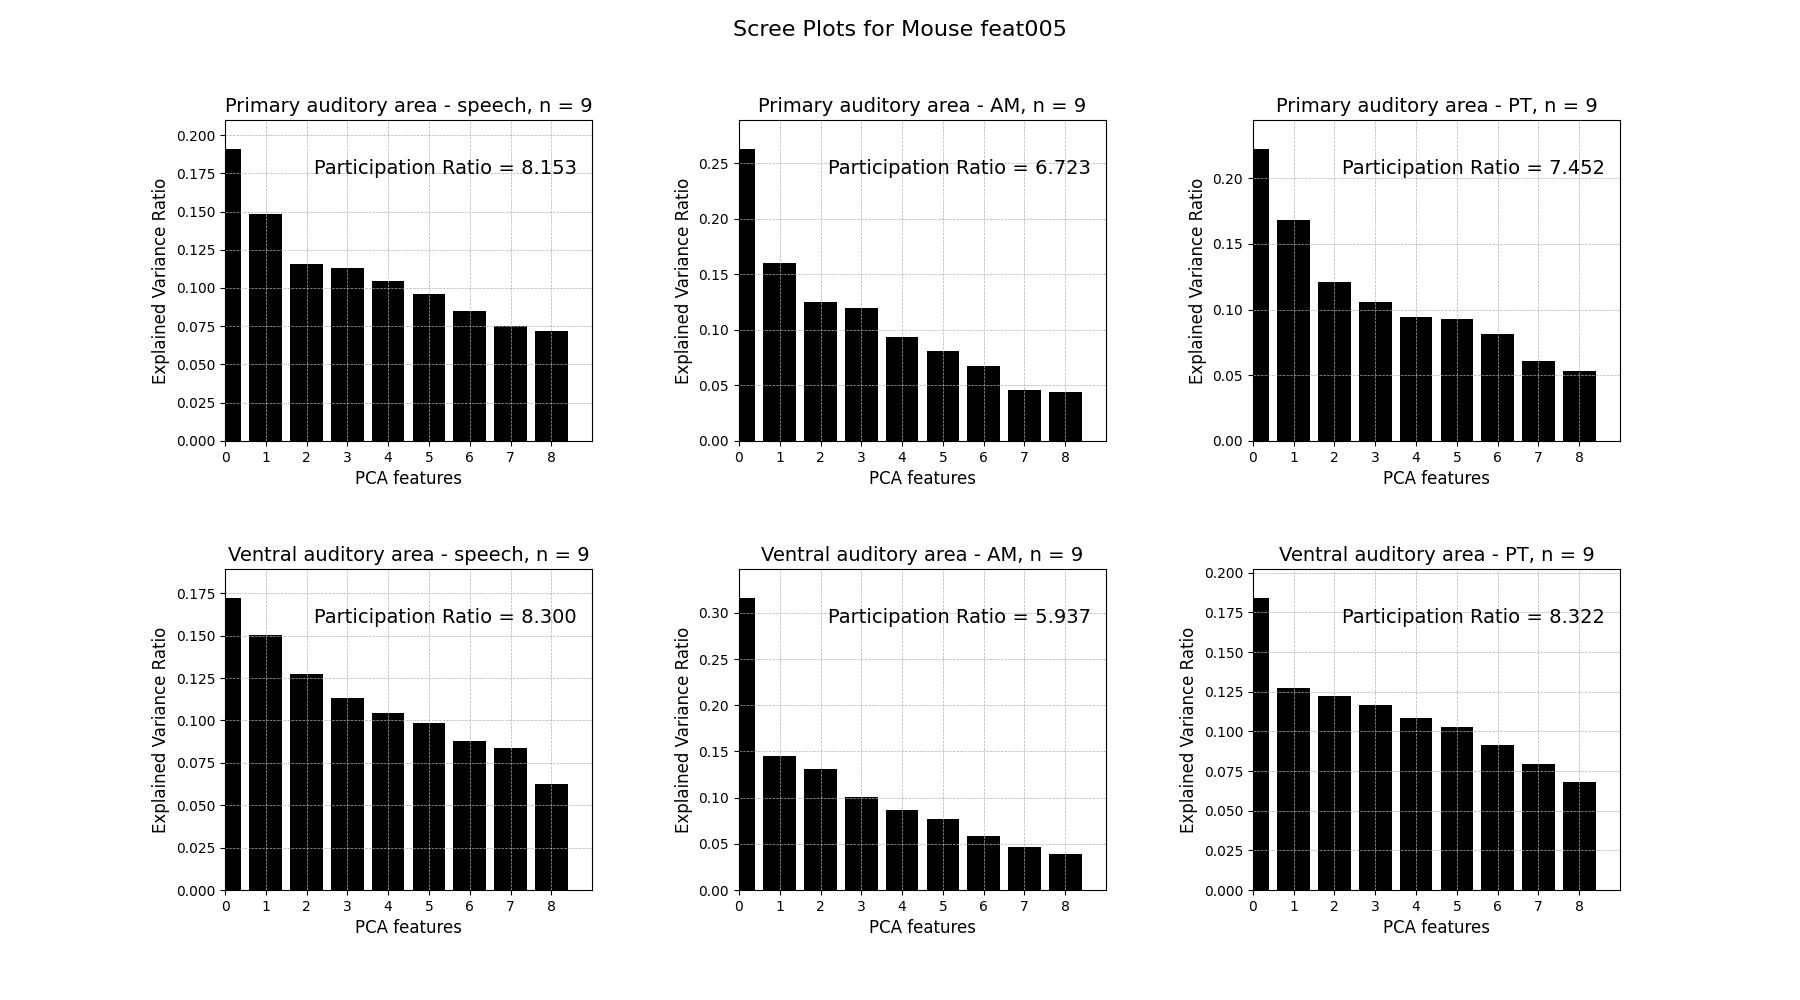 Scree Plots for Mouse feat005
Primary auditory area - speech, n = 9
Participation Ratio = 8.153
Explained Variance Ratio
0.200
0.175
0.150
0.125
0.100
0.075
0.050
0.025
0.000
0 1 2 3 4 5 6 7 8
PCA features
Primary auditory area - AM, n = 9
Participation Ratio = 6.723
Explained Variance Ratio
0.25
0.20
0.15
0.10
0.05
0.00
0 1 2 3 4 5 6 7 8
PCA features
Primary auditory area - PT, n = 9
Participation Ratio = 7.452
Explained Variance Ratio
0.20
0.15
0.10
0.05
0.00
0 1 2 3 4 5 6 7 8
PCA features
Ventral auditory area - speech, n = 9
Participation Ratio = 8.300
Explained Variance Ratio
0.175
0.150
0.125
0.100
0.075
0.050
0.025
0.000
0 1 2 3 4 5 6 7 8
PCA features
Ventral auditory area - AM, n = 9
Participation Ratio = 5.937
Explained Variance Ratio
0.30
0.25
0.20
0.15
0.10
0.05
0.00
0 1 2 3 4 5 6 7 8
PCA features
Ventral auditory area - PT, n = 9
Participation Ratio = 8.322
Explained Variance Ratio
0.200
0.175
0.150
0.125
0.100
0.075
0.050
0.025
0.000
0 1 2 3 4 5 6 7 8
PCA features